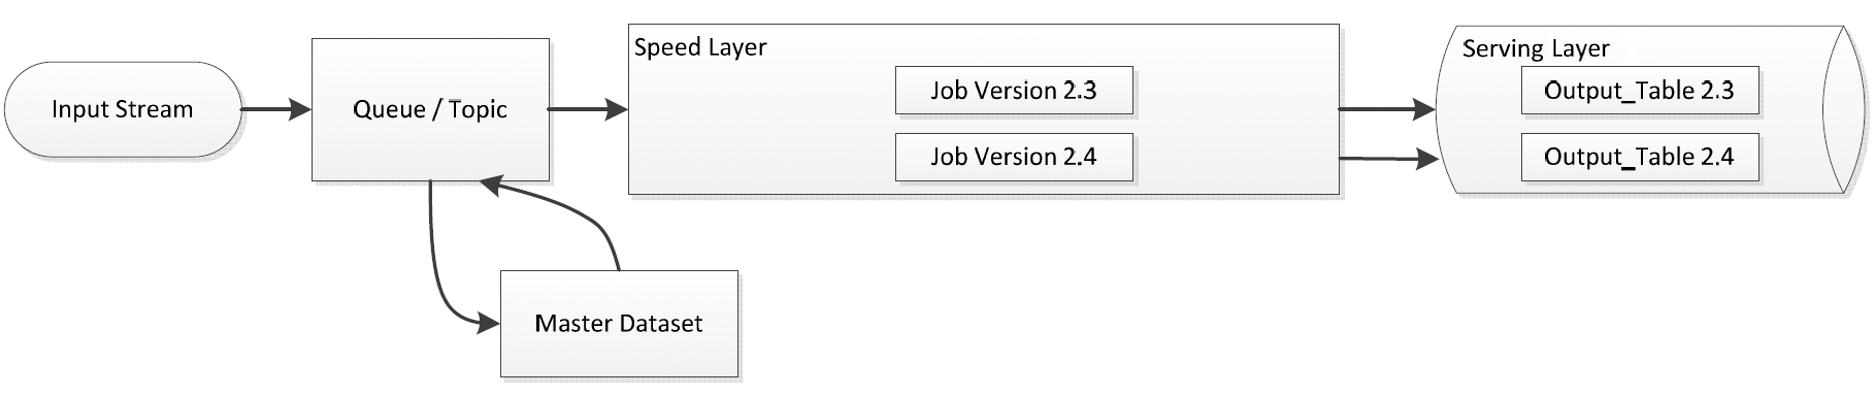 Input Stream
Queue / Topic
Speed Layer
Job Version 2.3
Job Version 2.4
Serving Layer
Output_Table 2.3
Output_Table 2.4
Master Dataset